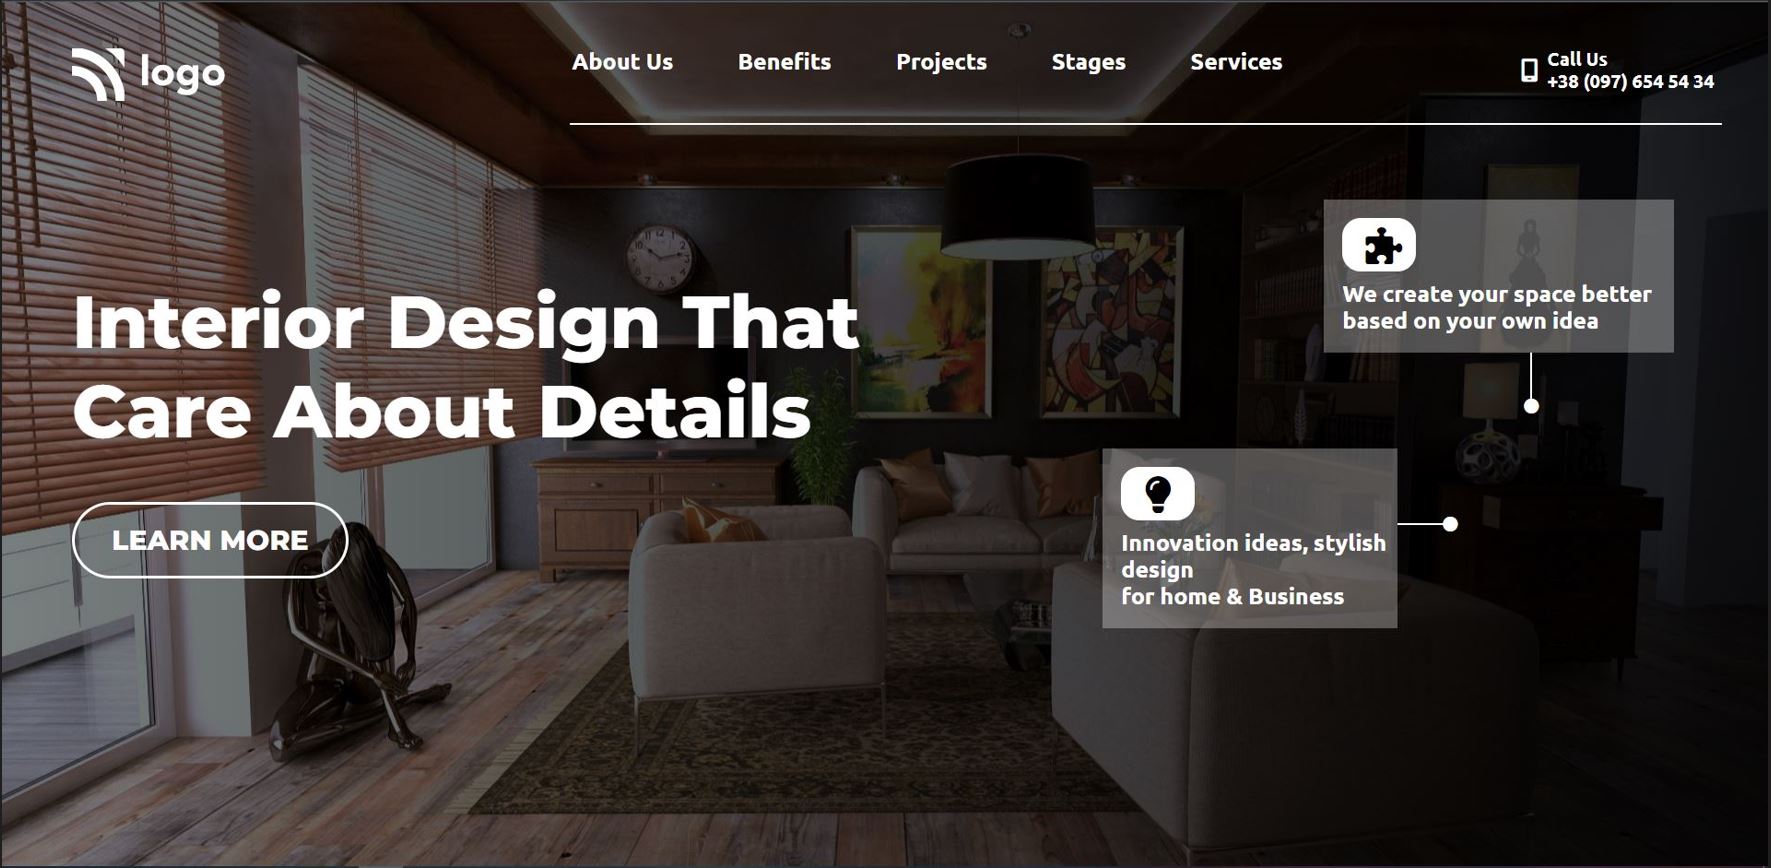 logo
About Us
Benefits
Projects
Stages
Services
Call Us
+38 (097) 654 54 34
Interior Design That
Care About Details
LEARN MORE
We create your space better
based on your own idea
Innovation ideas, stylish
design
for home & Business